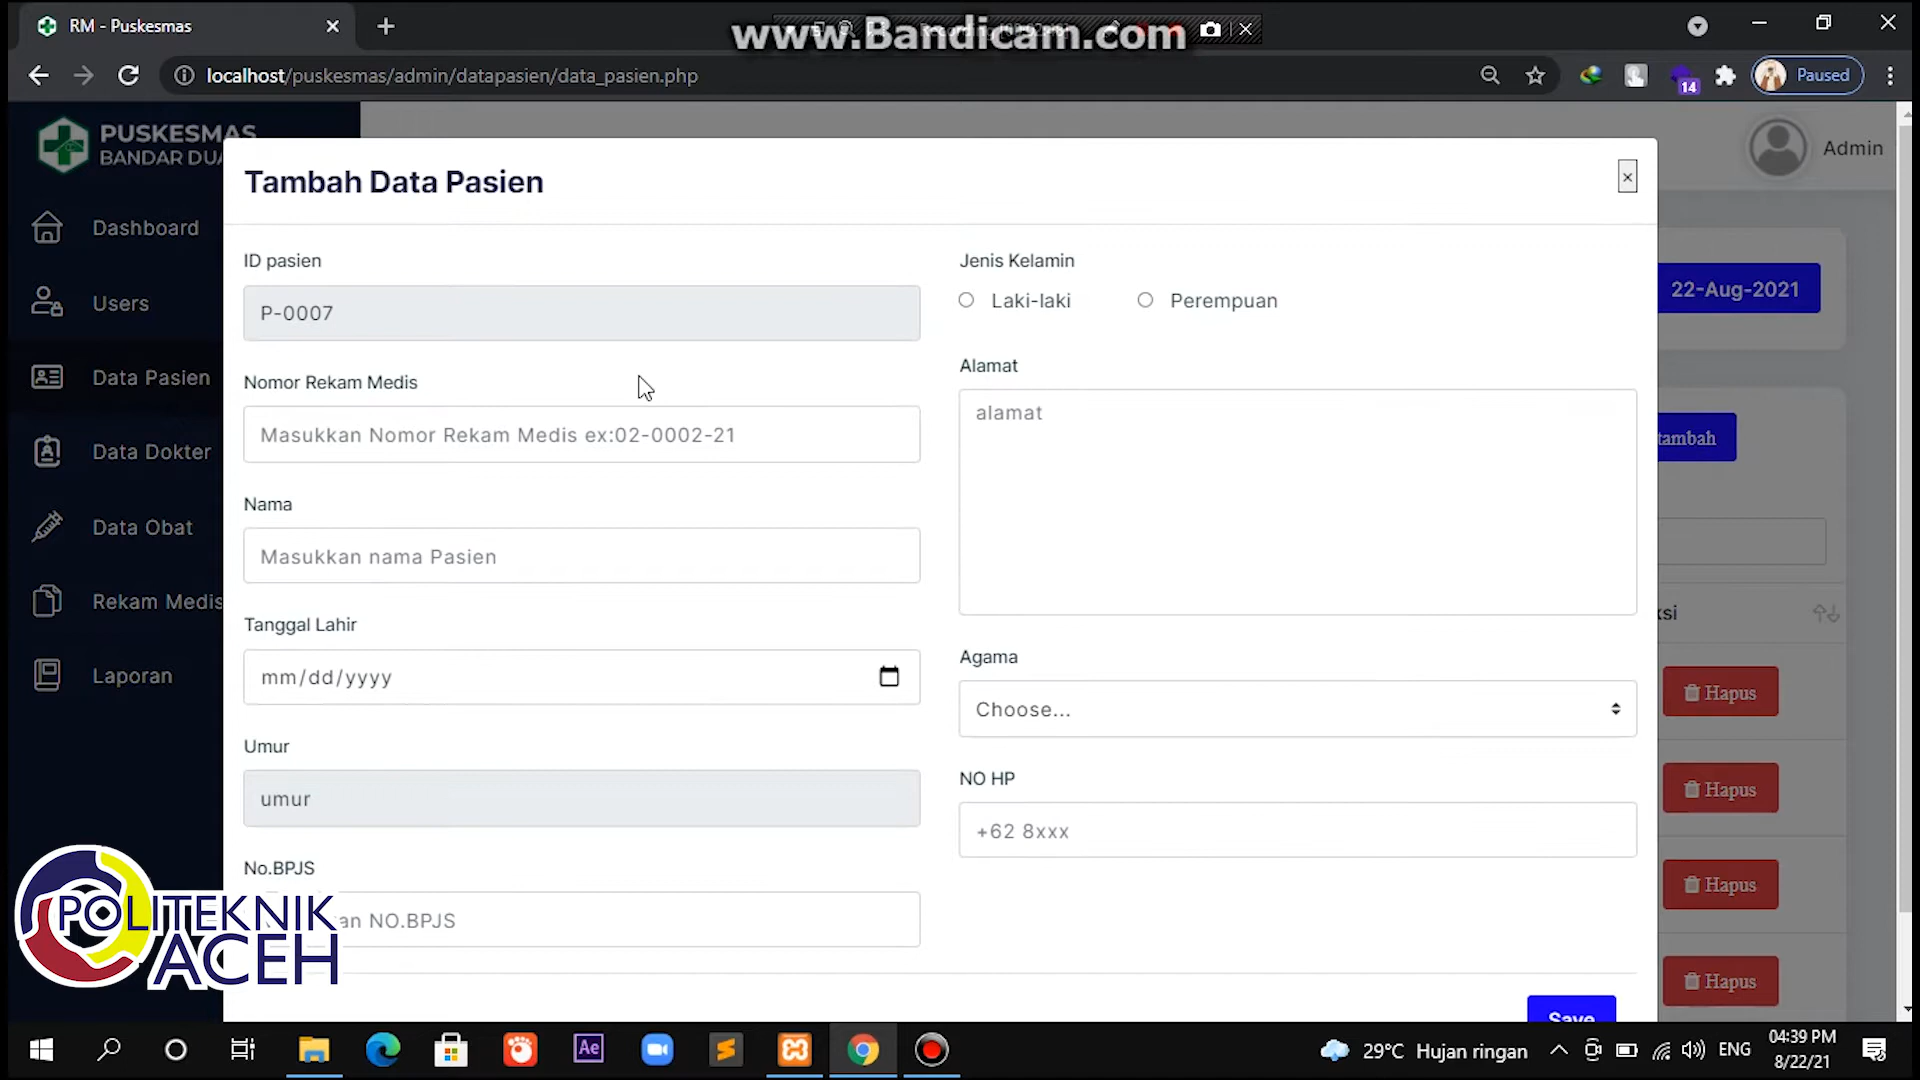 RM - Puskesmas
www.Bandicam.com
localhost/puskesmas/admin/datapasien/data_pasien.php
14
Paused
PUSKESMAS
BANDAR DUA
Admin
Tambah Data Pasien
×
Dashboard
Users
Data Pasien
Data Dokter
Data Obat
Rekam Medis
Laporan
ID pasien
P-0007
Nomor Rekam Medis
Masukkan Nomor Rekam Medis ex:02-0002-21
Nama
Masukkan nama Pasien
Tanggal Lahir
mm/dd/yyyy
Umur
umur
No.BPJS
an NO.BPJS
Jenis Kelamin
Laki-laki
Perempuan
Alamat
alamat
Agama
Choose...
NO HP
+62 8xxx
Save
22-Aug-2021
tambah
ksi
Hapus
Hapus
Hapus
Hapus
POLITEKNIK
ACEH
Ae
29°C Hujan ringan
ENG
04:39 PM
8/22/21